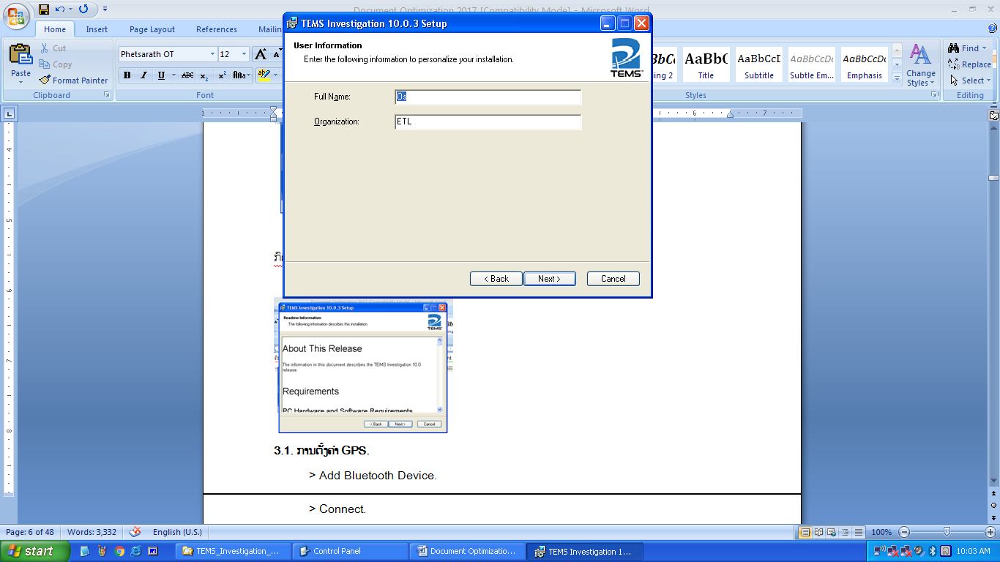 Document Optimization 2017 [Compatibility Mode] - Microsoft Word
Home Insert Page Layout References Mailin
Cut
Copy
Format Painter
Paste
Clipboard
Phetsarath OT 12
Font
AaBbC AaBbCcI AaBbCcDc AaBbCcDc
ing 2 Title Subtitle Subtle Em... Emphasis
Styles
Change
Styles
Find
Replace
Select
Editing
TEMS Investigation 10.0.3 Setup
User Information
Enter the following information to personalize your installation.
TEMS
Full Name: Os
Organization: ETL
< Back Next > Cancel
TEMS Investigation 10.0.3 Setup
Readme Information
The following information describes this installation.
TEMS
About This Release
The information in this document describes the TEMS Investigation 10.0
release.
Requirements
PC Hardware and Software Requirements
< Back Next > Cancel
3.1. ການຕັ້ງຄ່າ GPS.
> Add Bluetooth Device.
> Connect.
Page: 6 of 48 Words: 3,332 English (U.S.) 100%
start TEMS_Investigation_... Control Panel Document Optimizatio... TEMS Investigation 1... 10:03 AM